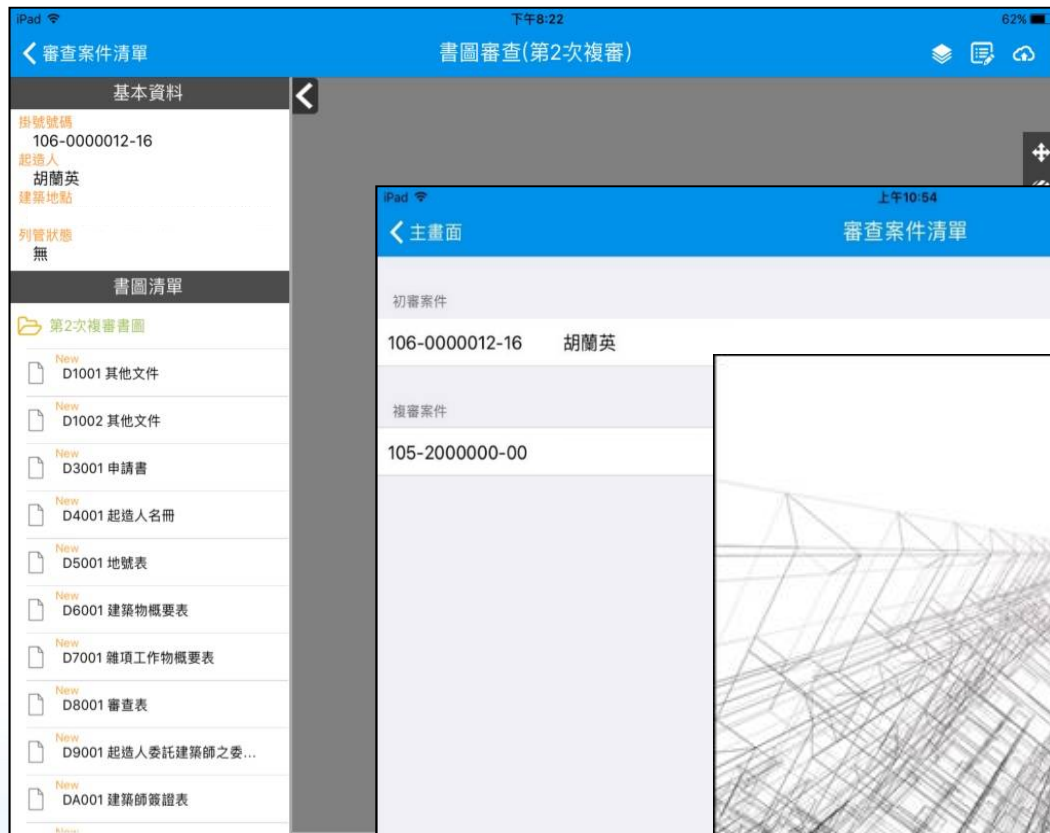 iPad 下午8:22 62%
審查案件清單 書圖審查(第2次複審)
基本資料
掛號號碼
106-0000012-16
起造人
胡蘭英
建築地點
列管狀態
無
書圖清單
第2次複審書圖
New
D1001 其他文件
New
D1002 其他文件
New
D3001 申請書
New
D4001 起造人名冊
New
D5001 地號表
New
D6001 建築物概要表
New
D7001 雜項工作物概要表
New
D8001 審查表
New
D9001 起造人委託建築師之委...
New
DA001 建築師簽證表
New
iPad 上午10:54
主畫面 審查案件清單
初審案件
106-0000012-16 胡蘭英
複審案件
105-2000000-00